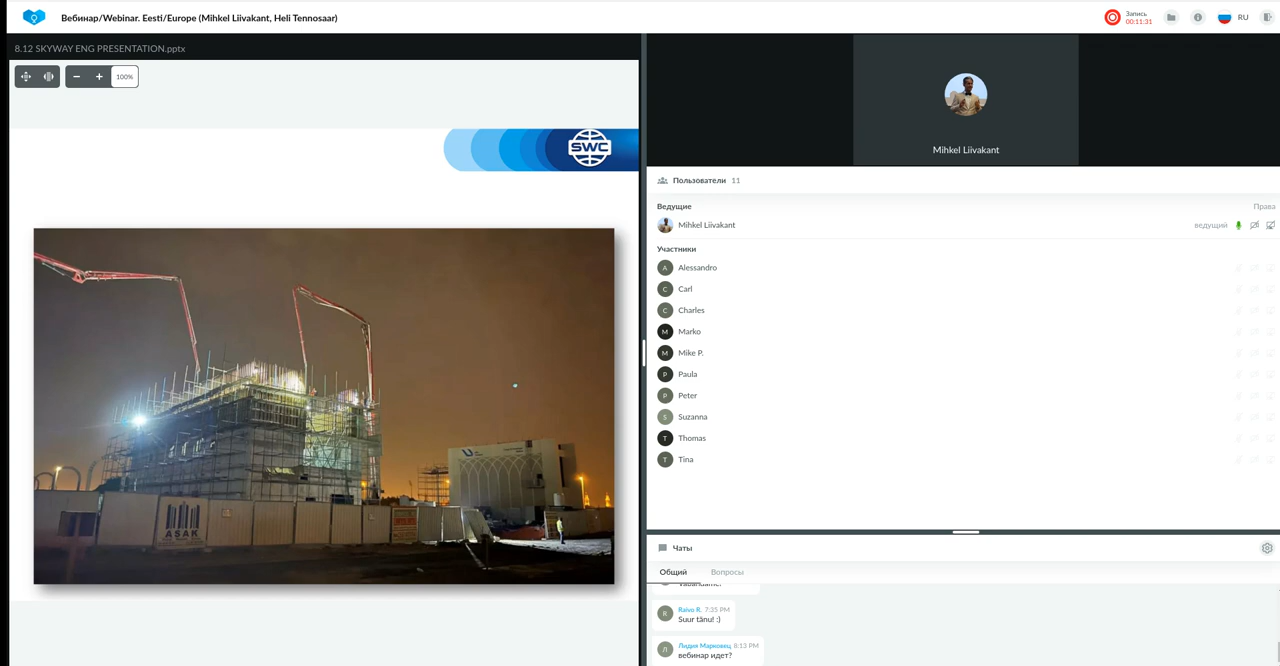 Вебинар/Webinar. Eesti/Europe (Mihkel Liivakant, Heli Tennosaar)
Запись
00:11:31
RU
8.12 SKYWAY ENG PRESENTATION.pptx
100%
SWC
ASAK
Mihkel Liivakant
Пользователи 11
Ведущие Права
Mihkel Liivakant ведущий
Участники
A Alessandro
C Carl
C Charles
M Marko
M Mike P.
P Paula
P Peter
S Suzanna
T Thomas
T Tina
Чаты
Общий Вопросы
R Raivo R. 7:35 PM
Suur tänu! :)
Л Лидия Марковец 8:13 PM
вебинар идет?